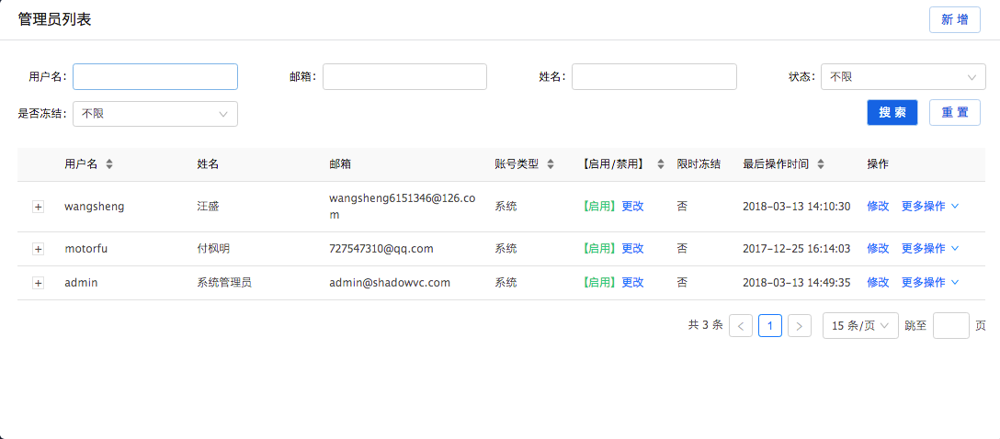 管理员列表
新 增
用户名:
邮箱:
姓名:
状态: 不限
是否冻结: 不限
搜 索 重 置
用户名 姓名 邮箱 账号类型 【启用/禁用】 限时冻结 最后操作时间 操作
wangsheng 汪盛 wangsheng6151346@126.co
m 系统 【启用】更改 否 2018-03-13 14:10:30 修改 更多操作
motorfu 付枫明 727547310@qq.com 系统 【启用】更改 否 2017-12-25 16:14:03 修改 更多操作
admin 系统管理员 admin@shadowvc.com 系统 【启用】更改 否 2018-03-13 14:49:35 修改 更多操作
共 3 条 1 15 条/页 跳至 页